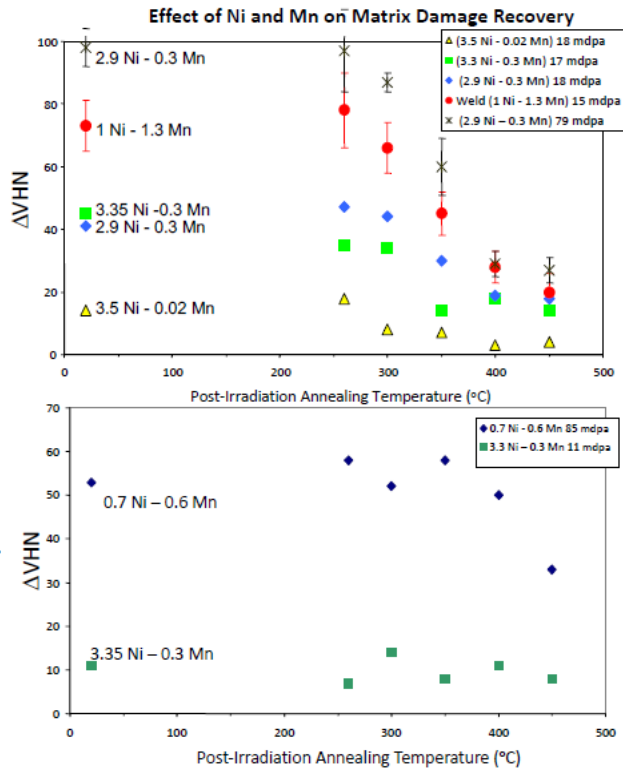 Effect of Ni and Mn on Matrix Damage Recovery
100
80
60
40
20
0
ΔVHN
2.9 Ni - 0.3 Mn
1 Ni - 1.3 Mn
3.35 Ni -0.3 Mn
2.9 Ni - 0.3 Mn
3.5 Ni - 0.02 Mn
(3.5 Ni - 0.02 Mn) 18 mdpa
(3.3 Ni - 0.3 Mn) 17 mdpa
(2.9 Ni - 0.3 Mn) 18 mdpa
Weld (1 Ni - 1.3 Mn) 15 mdpa
(2.9 Ni – 0.3 Mn) 79 mdpa
0 100 200 300 400 500
Post-Irradiation Annealing Temperature (°C)
70
60
50
40
30
20
10
0
ΔVHN
0.7 Ni - 0.6 Mn 85 mdpa
3.3 Ni – 0.3 Mn 11 mdpa
0.7 Ni – 0.6 Mn
3.35 Ni – 0.3 Mn
0 100 200 300 400 500
Post-Irradiation Annealing Temperature (°C)